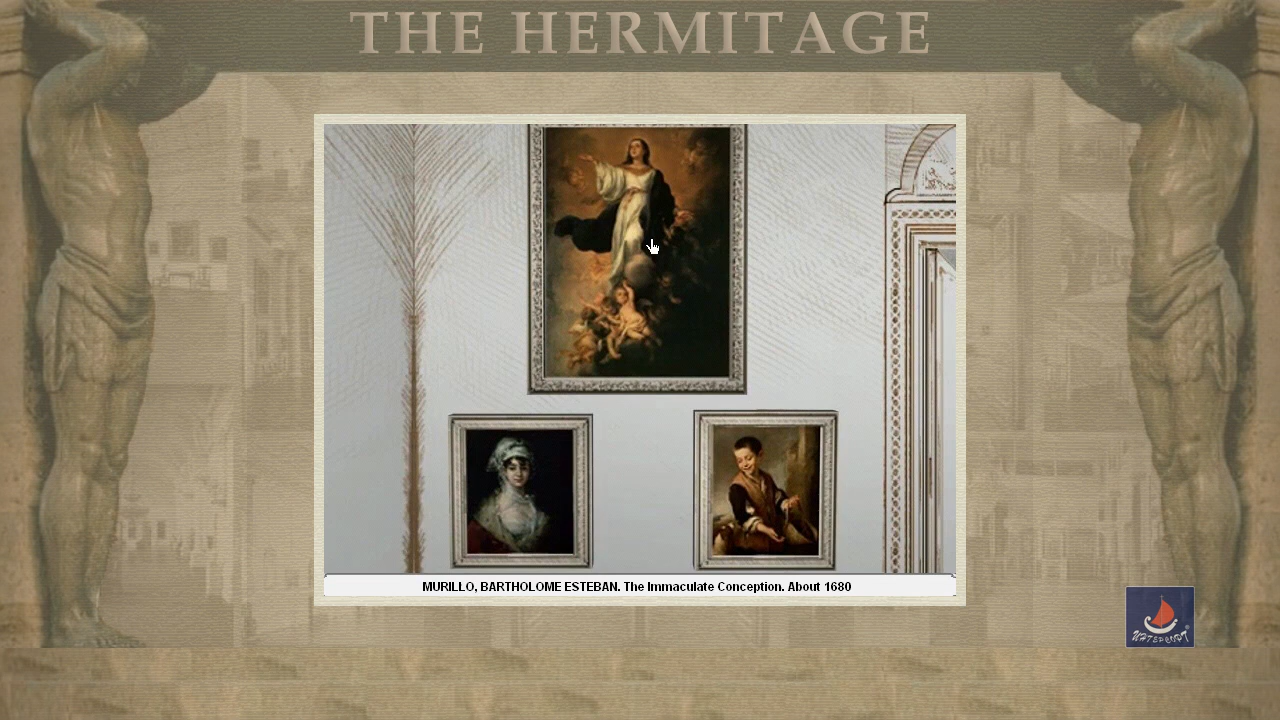 THE HERMITAGE
MURILLO, BARTHOLOME ESTEBAN. The Immaculate Conception. About 1680